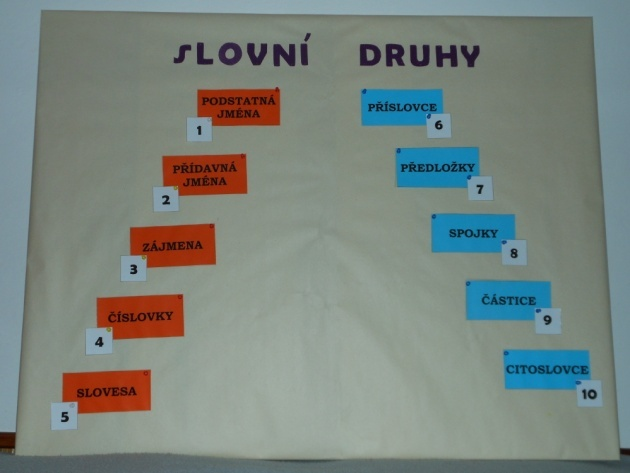 SLOVNÍ DRUHY
PODSTATNÁ
JMÉNA
1
PŘÍDAVNÁ
JMÉNA
2
ZÁJMENA
3
ČÍSLOVKY
4
SLOVESA
5
PŘÍSLOVCE
6
PŘEDLOŽKY
7
SPOJKY
8
ČÁSTICE
9
CITOSLOVCE
10